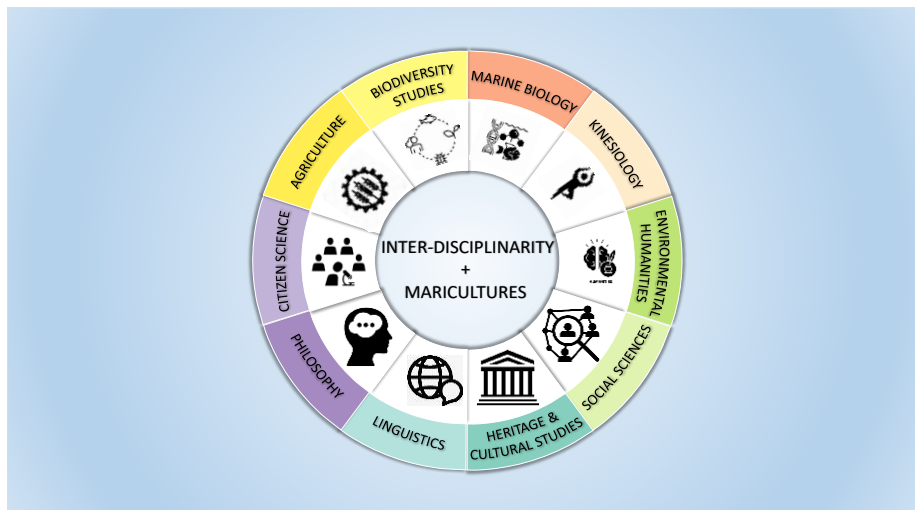 BIODIVERSITY
STUDIES
MARINE BIOLOGY
KINESIOLOGY
ENVIRONMENTAL
HUMANITIES
SOCIAL SCIENCES
HERITAGE &
CULTURAL STUDIES
LINGUISTICS
PHILOSOPHY
CITIZEN SCIENCE
AGRICULTURE
INTER-DISCIPLINARITY
+
MARICULTURES